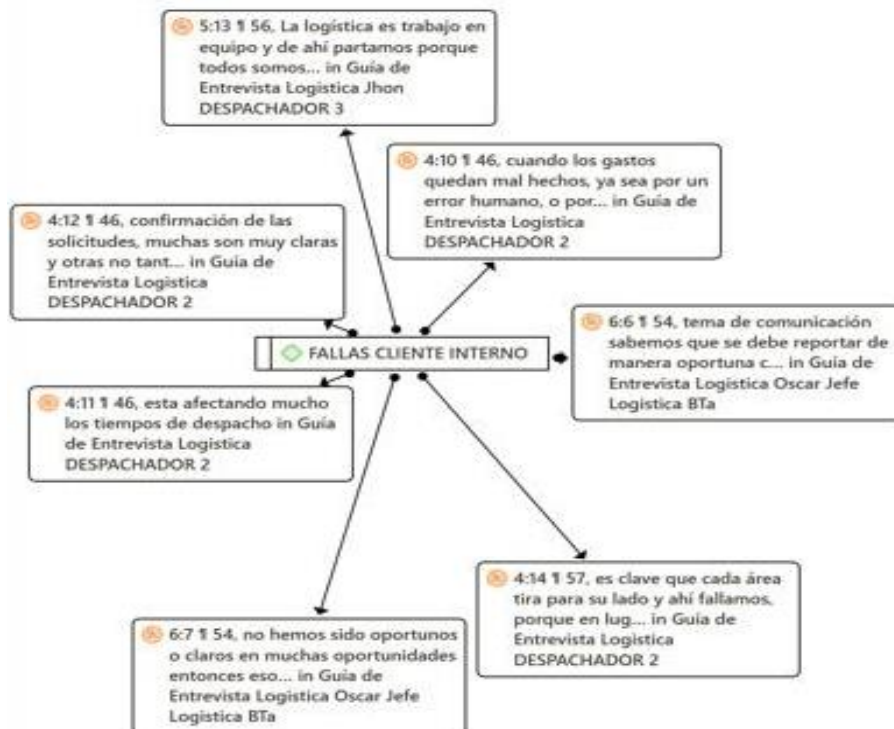 5:13 ¶ 56, La logística es trabajo en
equipo y de ahí partamos porque
todos somos... in Guía de
Entrevista Logistica Jhon
DESPACHADOR 3
4:10 ¶ 46, cuando los gastos
quedan mal hechos, ya sea por un
error humano, o por... in Guía de
Entrevista Logistica
DESPACHADOR 2
4:12 ¶ 46, confirmación de las
solicitudes, muchas son muy claras
y otras no tant... in Guía de
Entrevista Logistica
DESPACHADOR 2
6:6 ¶ 54, tema de comunicación
sabemos que se debe reportar de
manera oportuna c... in Guía de
Entrevista Logistica Oscar Jefe
Logistica BTa
FALLAS CLIENTE INTERNO
4:11 ¶ 46, esta afectando mucho
los tiempos de despacho in Guía
de Entrevista Logistica
DESPACHADOR 2
4:14 ¶ 57, es clave que cada área
tira para su lado y ahí fallamos,
porque en lug... in Guía de
Entrevista Logistica
DESPACHADOR 2
6:7 ¶ 54, no hemos sido oportunos
o claros en muchas oportunidades
entonces eso... in Guía de
Entrevista Logistica Oscar Jefe
Logistica BTa